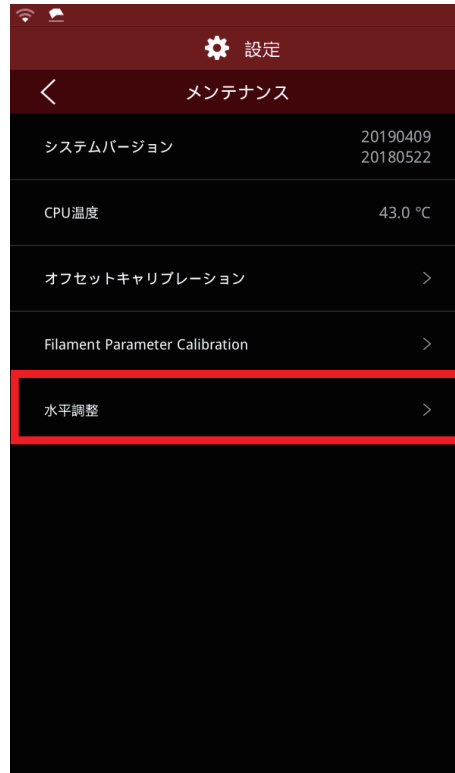 設定
メンテナンス
システムバージョン
20190409
20180522
CPU温度
43.0 °C
オフセットキャリブレーション
Filament Parameter Calibration
水平調整